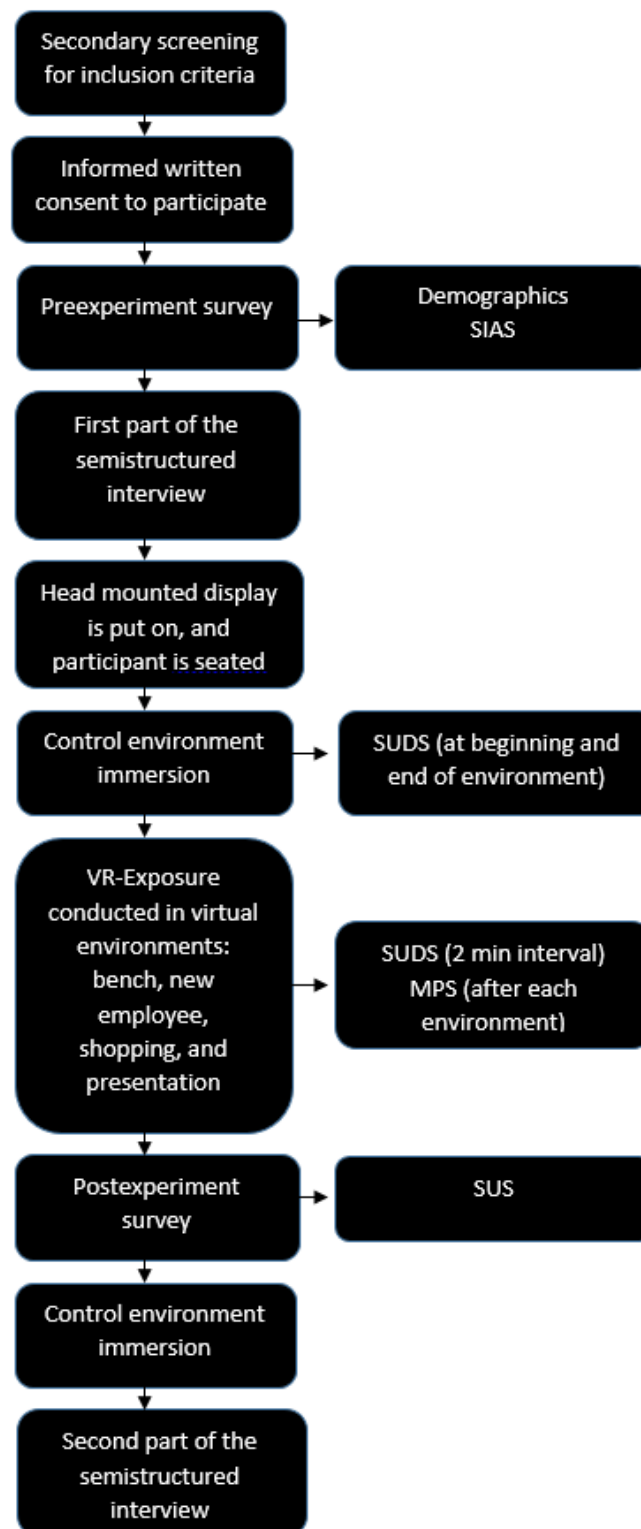 Secondary screening
for inclusion criteria
Informed written
consent to participate
Preexperiment survey
Demographics
SIAS
First part of the
semistructured
interview
Head mounted display
is put on, and
participant is seated
Control environment
immersion
SUDS (at beginning and
end of environment)
VR-Exposure
conducted in virtual
environments:
bench, new
employee,
shopping, and
presentation
SUDS (2 min interval)
MPS (after each
environment)
Postexperiment
survey
SUS
Control environment
immersion
Second part of the
semistructured
interview